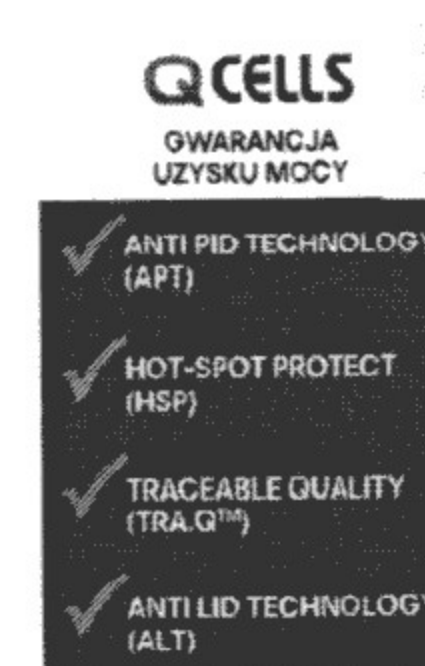 QCELLS
GWARANCJA
UZYSKU MOCY
ANTI PID TECHNOLOGY
(APT)
HOT-SPOT PROTECT
(HSP)
TRACEABLE QUALITY
(TRA.Q™)
ANTI LID TECHNOLOGY
(ALT)